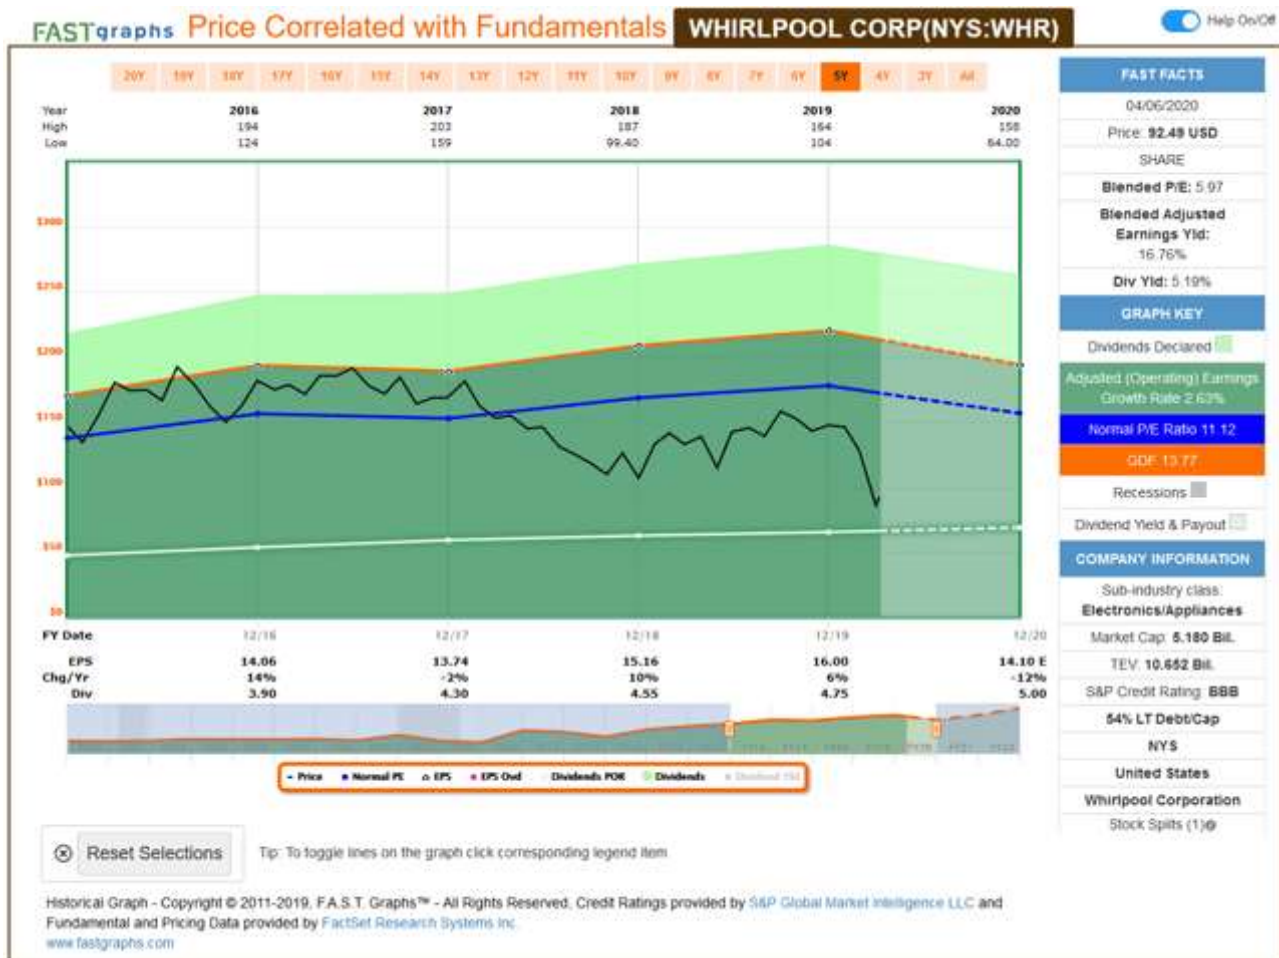 FASTgraphs Price Correlated with Fundamentals WHIRLPOOL CORP(NYS:WHR) Help On/Off
20Y 19Y 18Y 17Y 16Y 15Y 14Y 13Y 12Y 11Y 10Y 9Y 8Y 7Y 6Y 5Y 4Y 3Y All
Year 2016 2017 2018 2019 2020
High 194 203 187 164 158
Low 124 159 99.40 104 64.00
$300
$250
$200
$150
$100
$50
$0
FY Date 12/16 12/17 12/18 12/19 12/20
EPS 14.06 13.74 15.16 16.00 14.10 E
Chg/Yr 14% -2% 10% 6% -12%
Div 3.90 4.30 4.55 4.75 5.00
Price Normal PE EPS EPS Ovd Dividends POR Dividends Dividend Yld
FAST FACTS
04/06/2020
Price: 92.49 USD
SHARE
Blended P/E: 5.97
Blended Adjusted
Earnings Yld:
16.76%
Div Yld: 5.19%
GRAPH KEY
Dividends Declared
Adjusted (Operating) Earnings
Growth Rate 2.63%
Normal P/E Ratio 11.12
GDF 13.77
Recessions
Dividend Yield & Payout
COMPANY INFORMATION
Sub-industry class:
Electronics/Appliances
Market Cap: 5.180 Bil.
TEV: 10.652 Bil.
S&P Credit Rating: BBB
54% LT Debt/Cap
NYS
United States
Whirlpool Corporation
Stock Splits (1)
Reset Selections Tip: To toggle lines on the graph click corresponding legend item
Historical Graph - Copyright © 2011-2019, F.A.S.T. Graphs™ - All Rights Reserved. Credit Ratings provided by S&P Global Market Intelligence LLC and
Fundamental and Pricing Data provided by FactSet Research Systems Inc.
www.fastgraphs.com